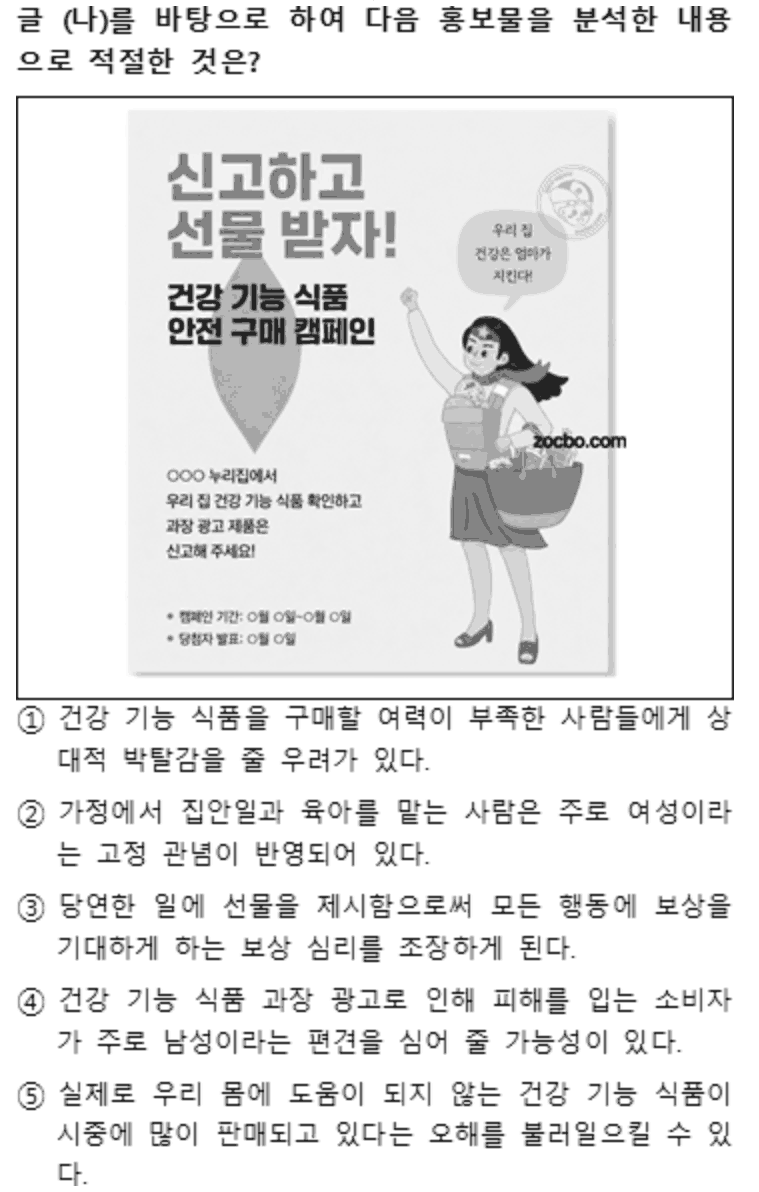 글 (나)를 바탕으로 하여 다음 홍보물을 분석한 내용
으로 적절한 것은?
신고하고
선물 받자!
건강 기능 식품
안전 구매 캠페인
우리 집
건강은 엄마가
지킨다!
zocbo.com
○○○ 누리집에서
우리 집 건강 기능 식품 확인하고
과장 광고 제품은
신고해 주세요!
* 캠페인 기간: ○월 ○일~○월 ○일
* 당첨자 발표: ○월 ○일
① 건강 기능 식품을 구매할 여력이 부족한 사람들에게 상
대적 박탈감을 줄 우려가 있다.
② 가정에서 집안일과 육아를 맡는 사람은 주로 여성이라
는 고정 관념이 반영되어 있다.
③ 당연한 일에 선물을 제시함으로써 모든 행동에 보상을
기대하게 하는 보상 심리를 조장하게 된다.
④ 건강 기능 식품 과장 광고로 인해 피해를 입는 소비자
가 주로 남성이라는 편견을 심어 줄 가능성이 있다.
⑤ 실제로 우리 몸에 도움이 되지 않는 건강 기능 식품이
시중에 많이 판매되고 있다는 오해를 불러일으킬 수 있
다.